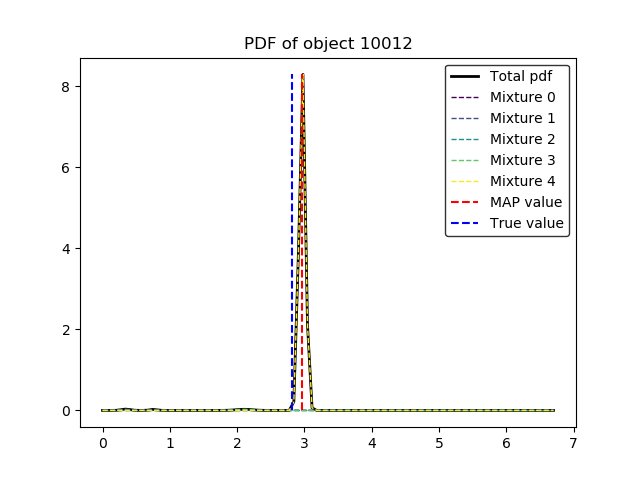 PDF of object 10012
Total pdf
Mixture 0
Mixture 1
Mixture 2
Mixture 3
Mixture 4
MAP value
True value
8
6
4
2
0
0 1 2 3 4 5 6 7